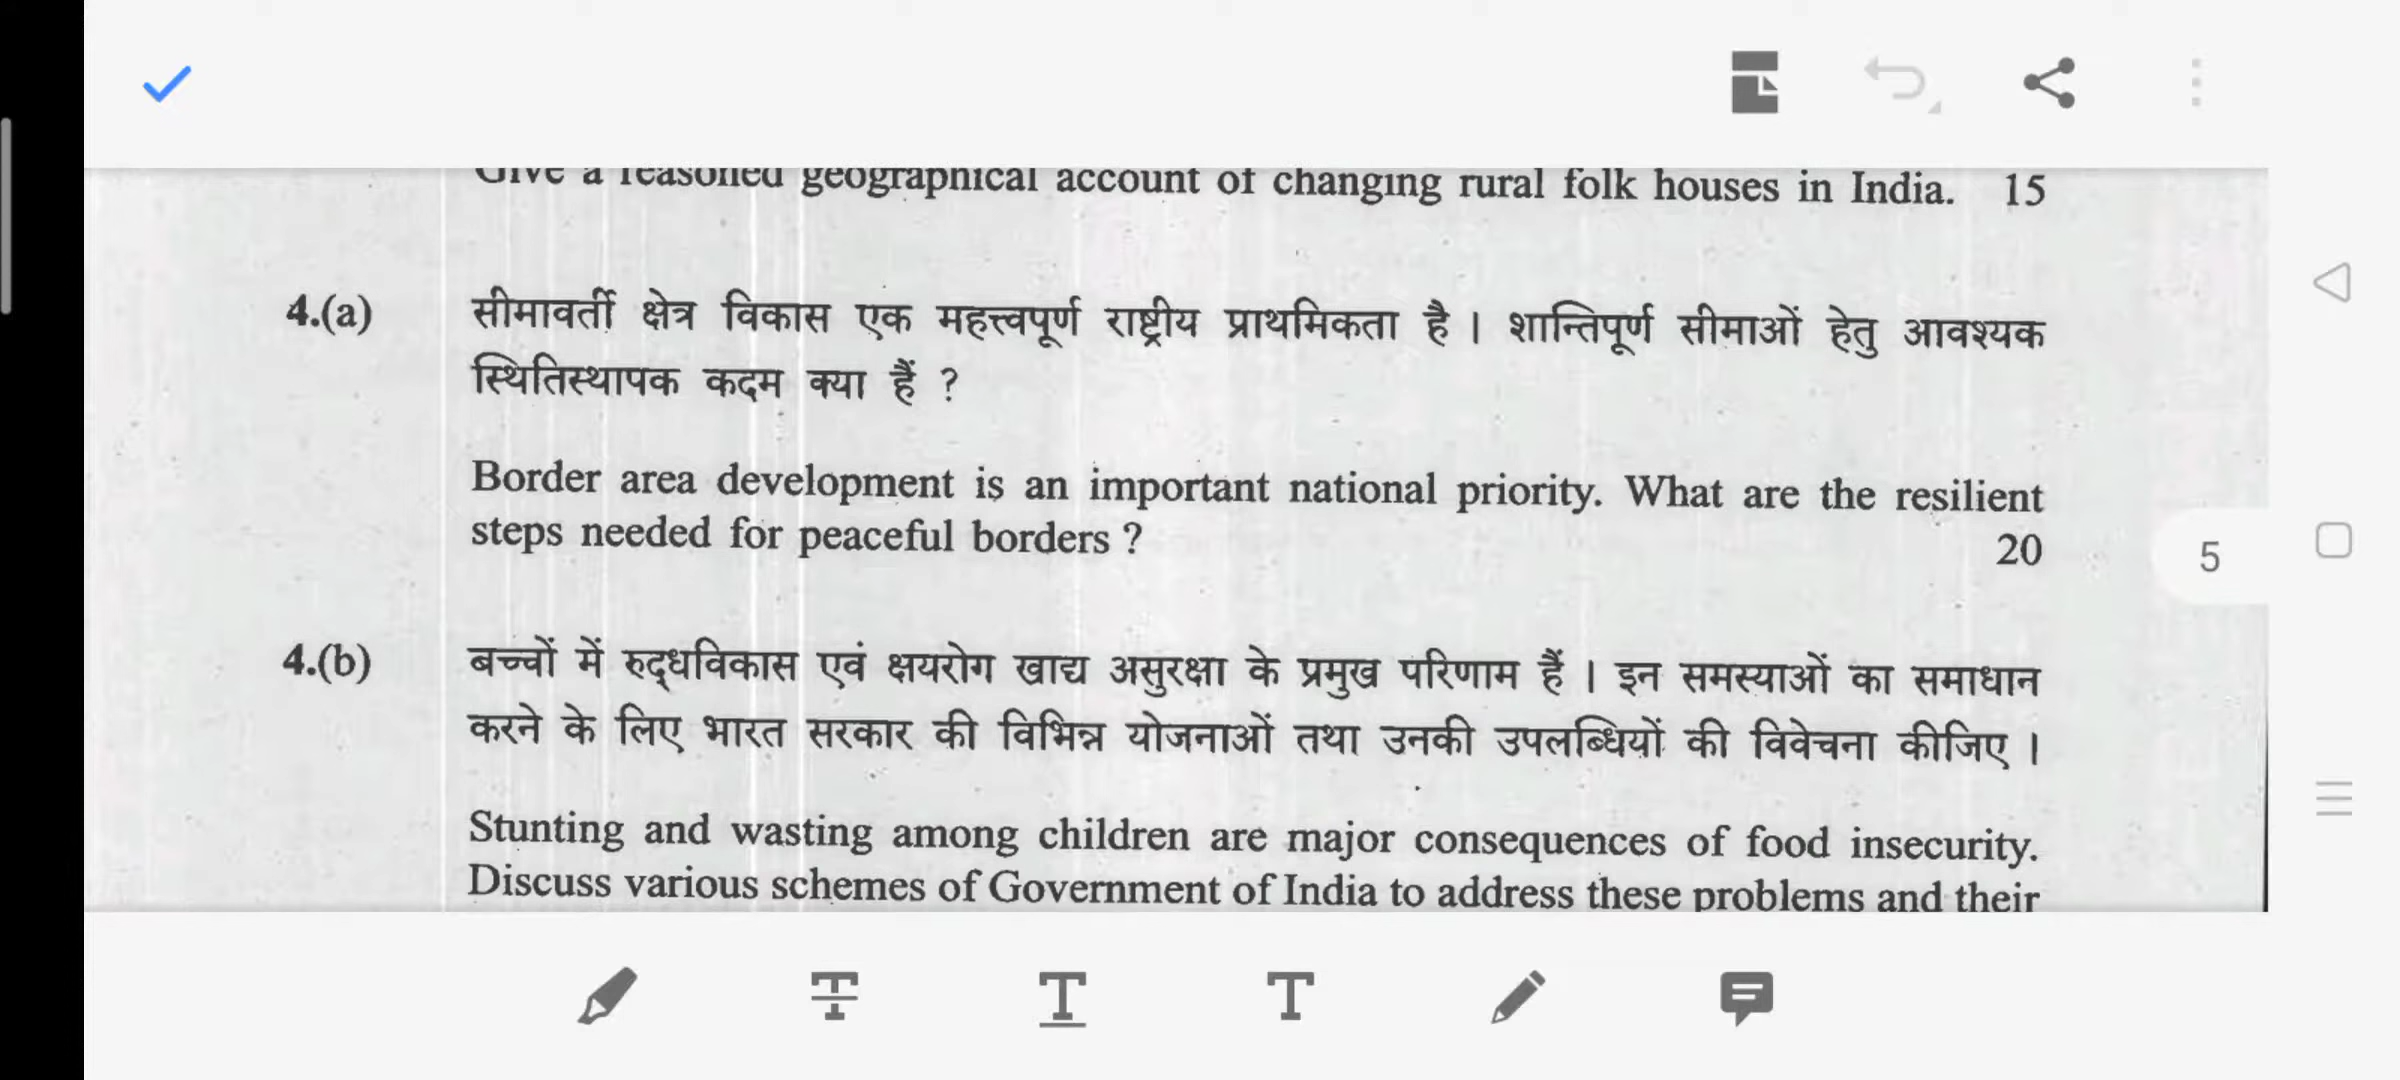 Give a reasoned geographical account of changing rural folk houses in India. 15
4.(a) सीमावर्ती क्षेत्र विकास एक महत्त्वपूर्ण राष्ट्रीय प्राथमिकता है । शान्तिपूर्ण सीमाओं हेतु आवश्यक
स्थितिस्थापक कदम क्या हैं ?
Border area development is an important national priority. What are the resilient
steps needed for peaceful borders ? 20
5
4.(b) बच्चों में रुद्धविकास एवं क्षयरोग खाद्य असुरक्षा के प्रमुख परिणाम हैं । इन समस्याओं का समाधान
करने के लिए भारत सरकार की विभिन्न योजनाओं तथा उनकी उपलब्धियों की विवेचना कीजिए ।
Stunting and wasting among children are major consequences of food insecurity.
Discuss various schemes of Government of India to address these problems and their